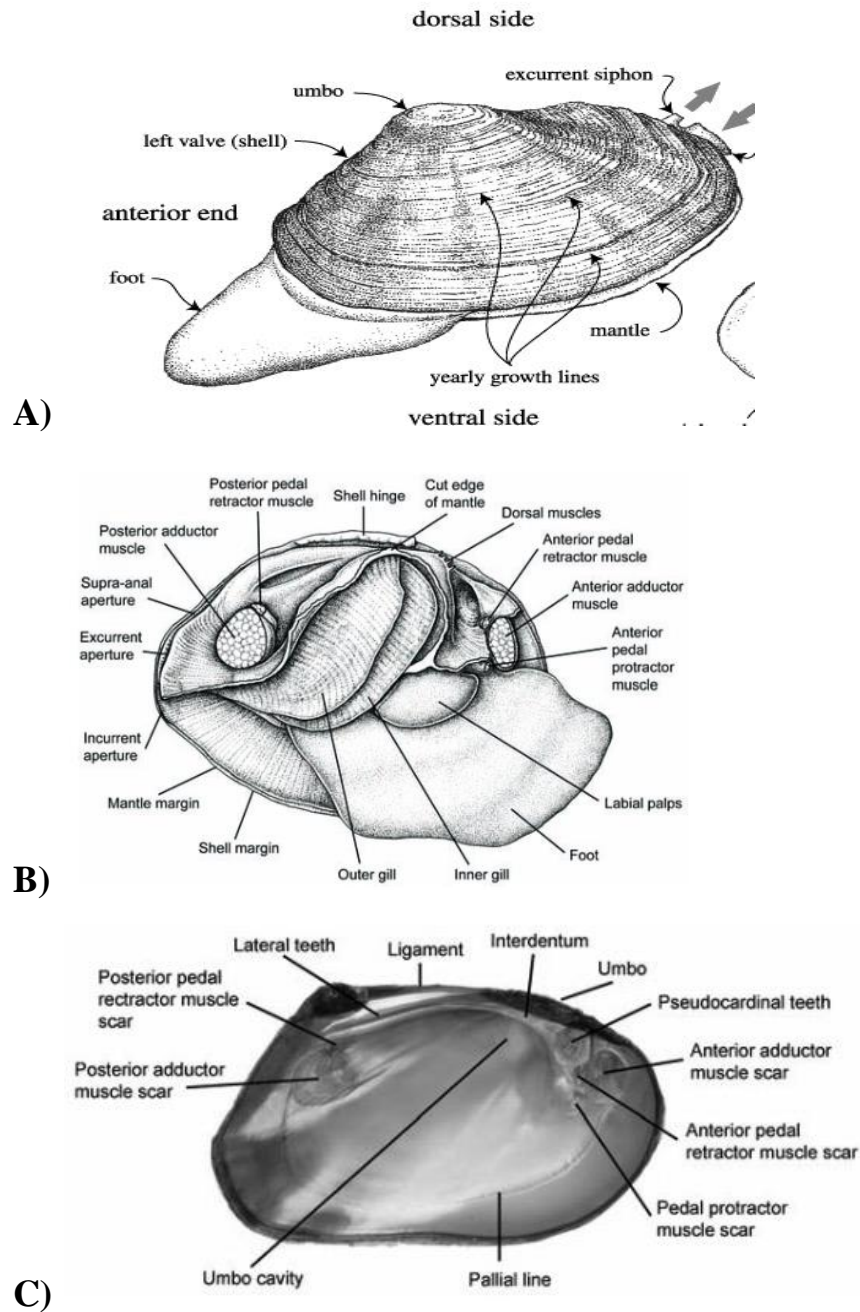 dorsal side
excurrent siphon
umbo
left valve (shell)
anterior end
foot
mantle
yearly growth lines
A)
ventral side
Posterior pedal
retractor muscle
Shell hinge
Cut edge
of mantle
Dorsal muscles
Posterior adductor
muscle
Anterior pedal
retractor muscle
Supra-anal
aperture
Anterior adductor
muscle
Excurrent
aperture
Anterior
pedal
protractor
muscle
Incurrent
aperture
Mantle margin
Labial palps
Shell margin
Foot
Outer gill
Inner gill
B)
Lateral teeth
Ligament
Interdentum
Umbo
Posterior pedal
rectractor muscle
scar
Pseudocardinal teeth
Posterior adductor
muscle scar
Anterior adductor
muscle scar
Anterior pedal
retractor muscle scar
Pedal protractor
muscle scar
Umbo cavity
Pallial line
C)